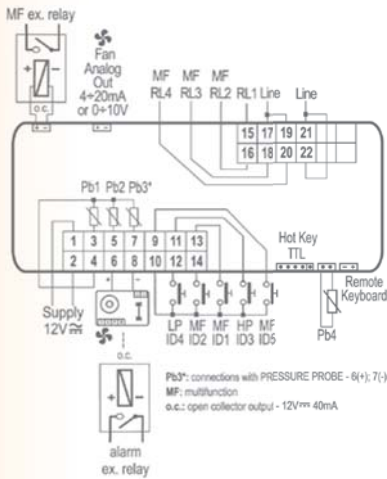 MF ex. relay
+
-
o.c.
+ -
Fan
Analog
Out
4÷20mA
or 0÷10V
+ -
MF MF MF
RL4 RL3 RL2 RL1 Line Line
15 17 19 21
16 18 20 22
Pb1 Pb2 Pb3*
1 3 5 7 9 11 13
2 4 6 8 10 12 14
Hot Key
TTL
- +
Remote
Keyboard
Pb4
Supply
12V
+ -
LP MF MF HP MF
ID4 ID2 ID1 ID3 ID5
o.c.
+
-
alarm
ex. relay
Pb3*: connections with PRESSURE PROBE - 6(+); 7(-)
MF: multifunction
o.c.: open collector output - 12V⎓ 40mA